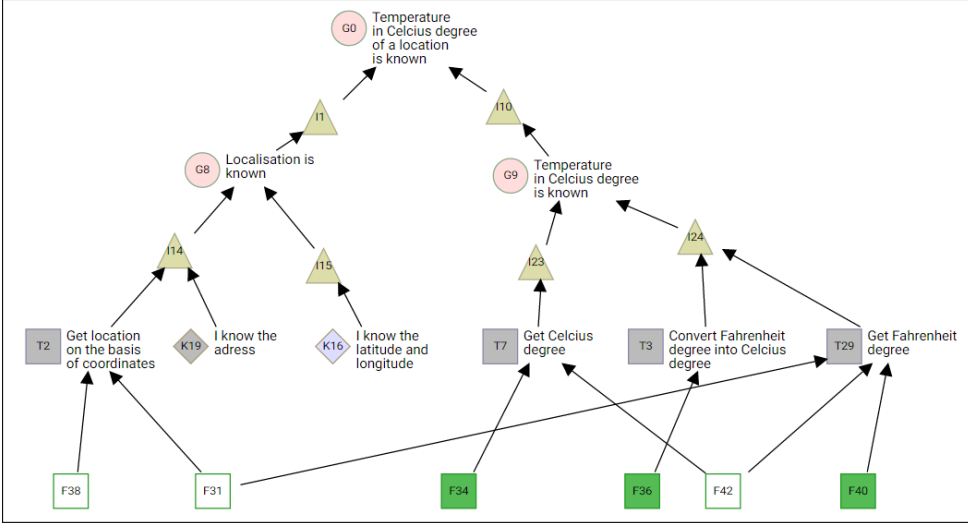 G0
Temperature
in Celcius degree
of a location
is known
I1
I10
G8
Localisation is
known
G9
Temperature
in Celcius degree
is known
I14
I15
I23
I24
T2
Get location
on the basis
of coordinates
K19
I know the
adress
K16
I know the
latitude and
longitude
T7
Get Celcius
degree
T3
Convert Fahrenheit
degree into Celcius
degree
T29
Get Fahrenheit
degree
F38
F31
F34
F36
F42
F40